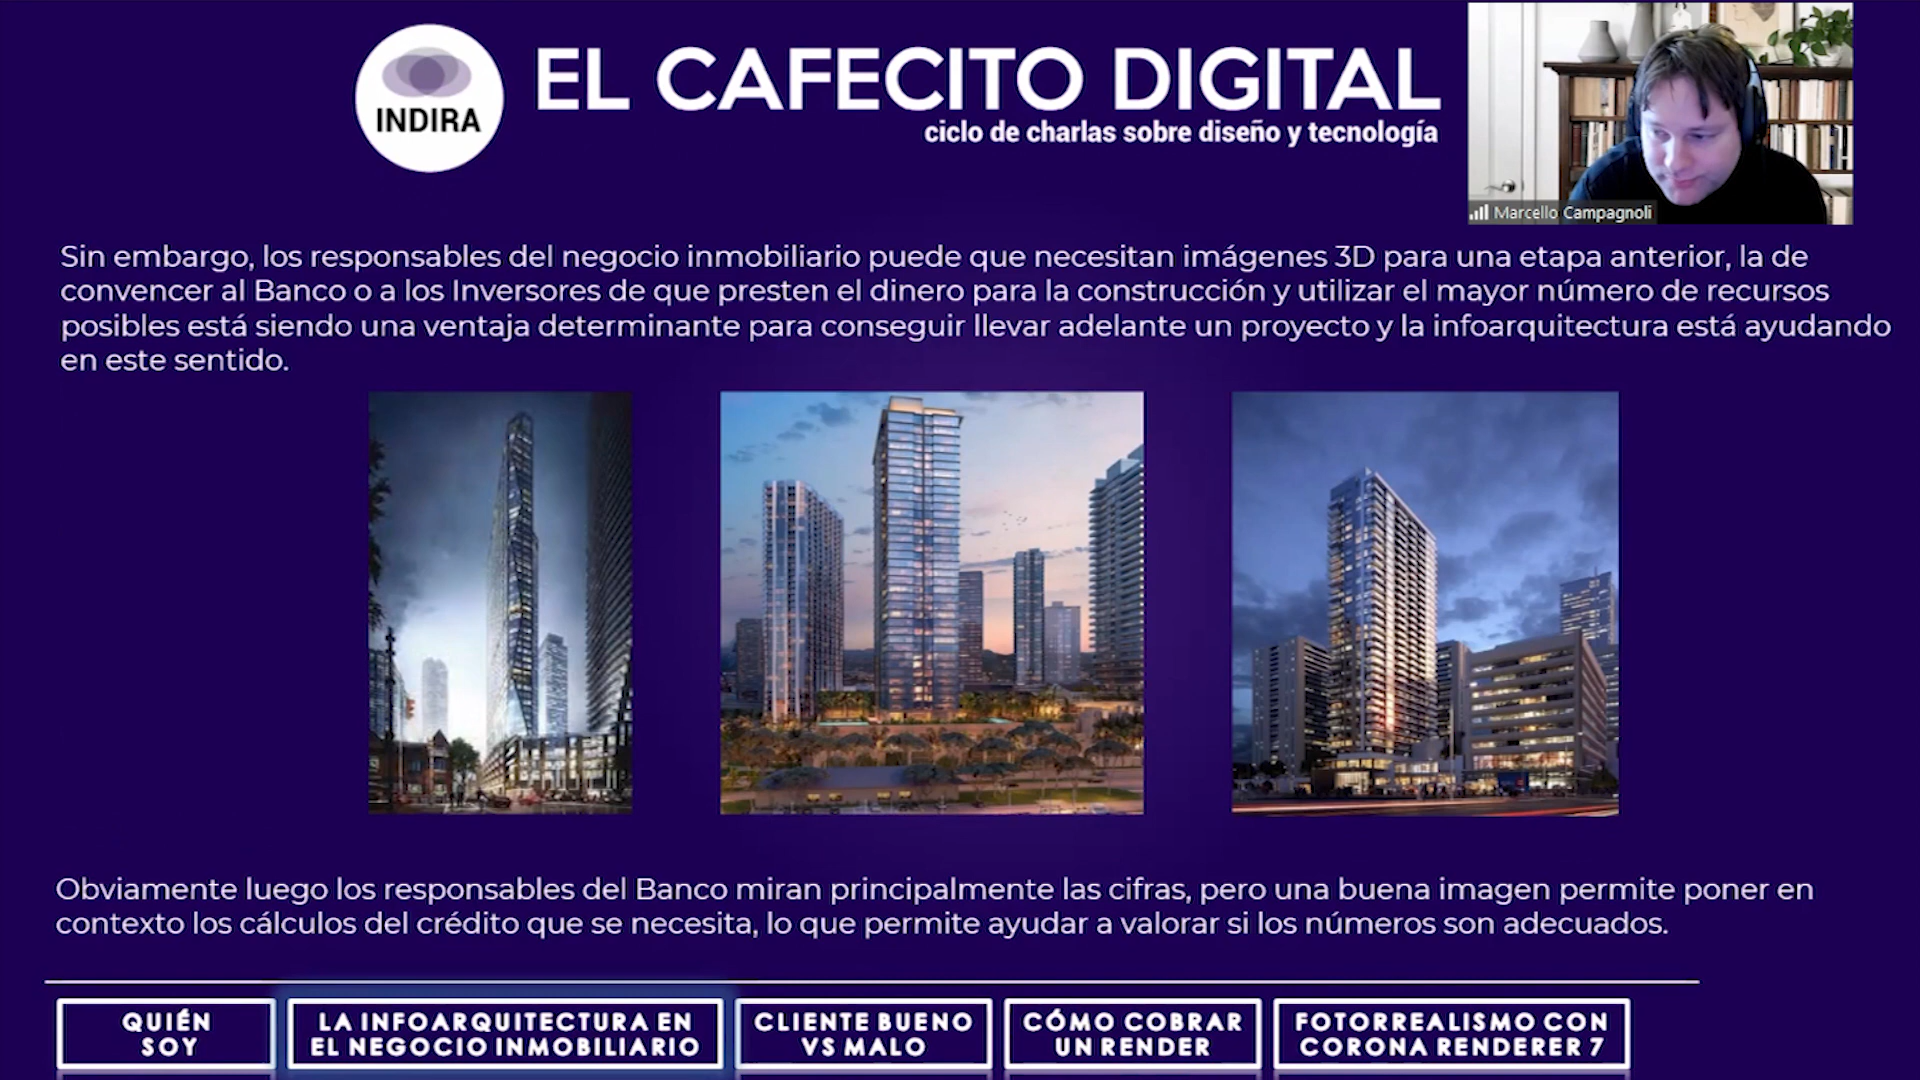 INDIRA
EL CAFECITO DIGITAL
ciclo de charlas sobre diseño y tecnología
Marcello Campagnoli
Sin embargo, los responsables del negocio inmobiliario puede que necesitan imágenes 3D para una etapa anterior, la de
convencer al Banco o a los Inversores de que presten el dinero para la construcción y utilizar el mayor número de recursos
posibles está siendo una ventaja determinante para conseguir llevar adelante un proyecto y la infoarquitectura está ayudando
en este sentido.
Obviamente luego los responsables del Banco miran principalmente las cifras, pero una buena imagen permite poner en
contexto los cálculos del crédito que se necesita, lo que permite ayudar a valorar si los números son adecuados.
QUIÉN
SOY
LA INFOARQUITECTURA EN
EL NEGOCIO INMOBILIARIO
CLIENTE BUENO
VS MALO
CÓMO COBRAR
UN RENDER
FOTORREALISMO CON
CORONA RENDERER 7